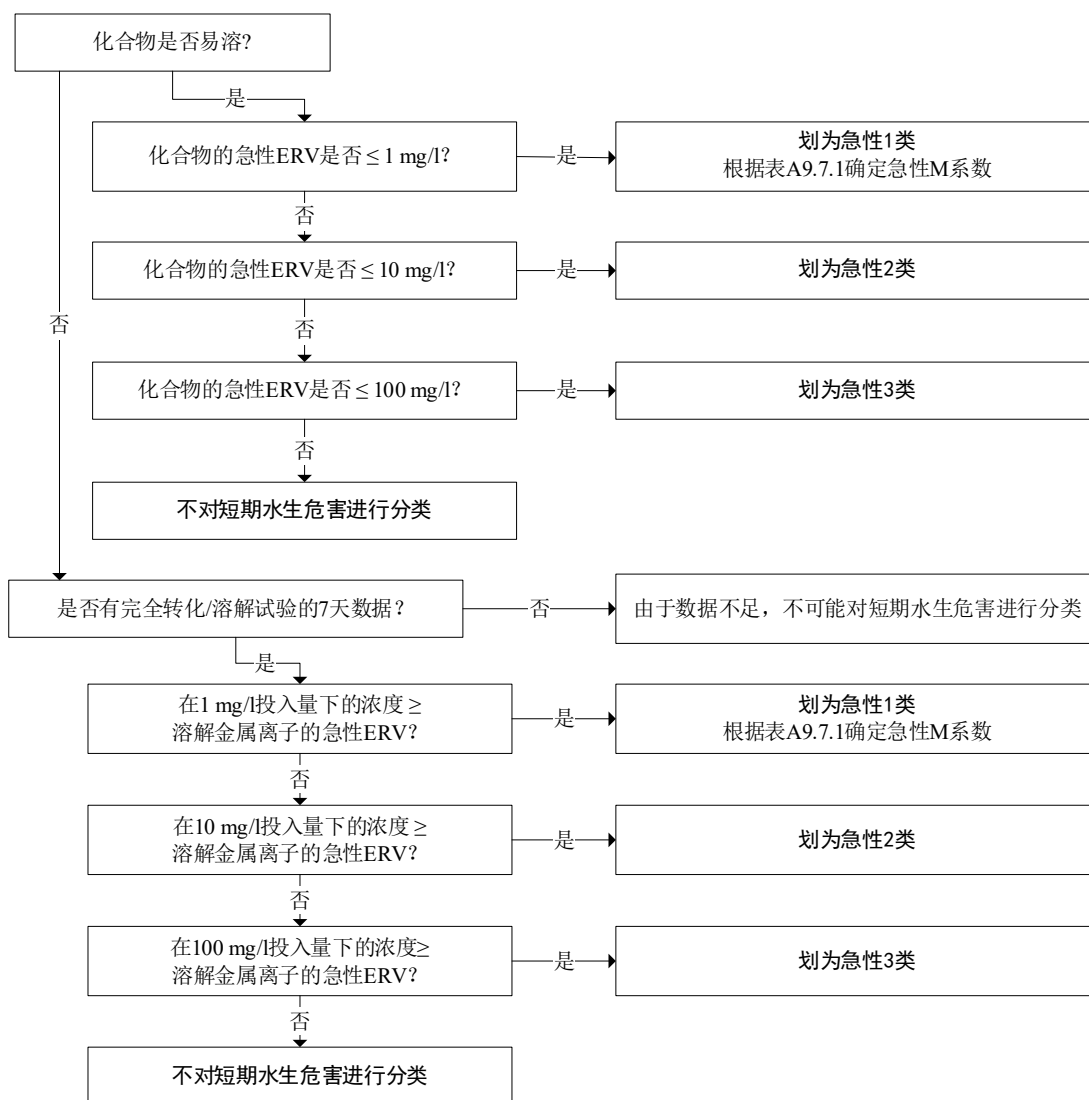 化合物是否易溶?
是
化合物的急性ERV是否 ≤ 1 mg/l?
是
划为急性1类
根据表A9.7.1确定急性M系数
否
化合物的急性ERV是否 ≤ 10 mg/l?
是
划为急性2类
否
否
化合物的急性ERV是否 ≤ 100 mg/l?
是
划为急性3类
否
不对短期水生危害进行分类
是否有完全转化/溶解试验的7天数据？
否
由于数据不足，不可能对短期水生危害进行分类
是
在1 mg/l投入量下的浓度 ≥
溶解金属离子的急性ERV?
是
划为急性1类
根据表A9.7.1确定急性M系数
否
在10 mg/l投入量下的浓度 ≥
溶解金属离子的急性ERV?
是
划为急性2类
否
在100 mg/l投入量下的浓度≥
溶解金属离子的急性ERV?
是
划为急性3类
否
不对短期水生危害进行分类